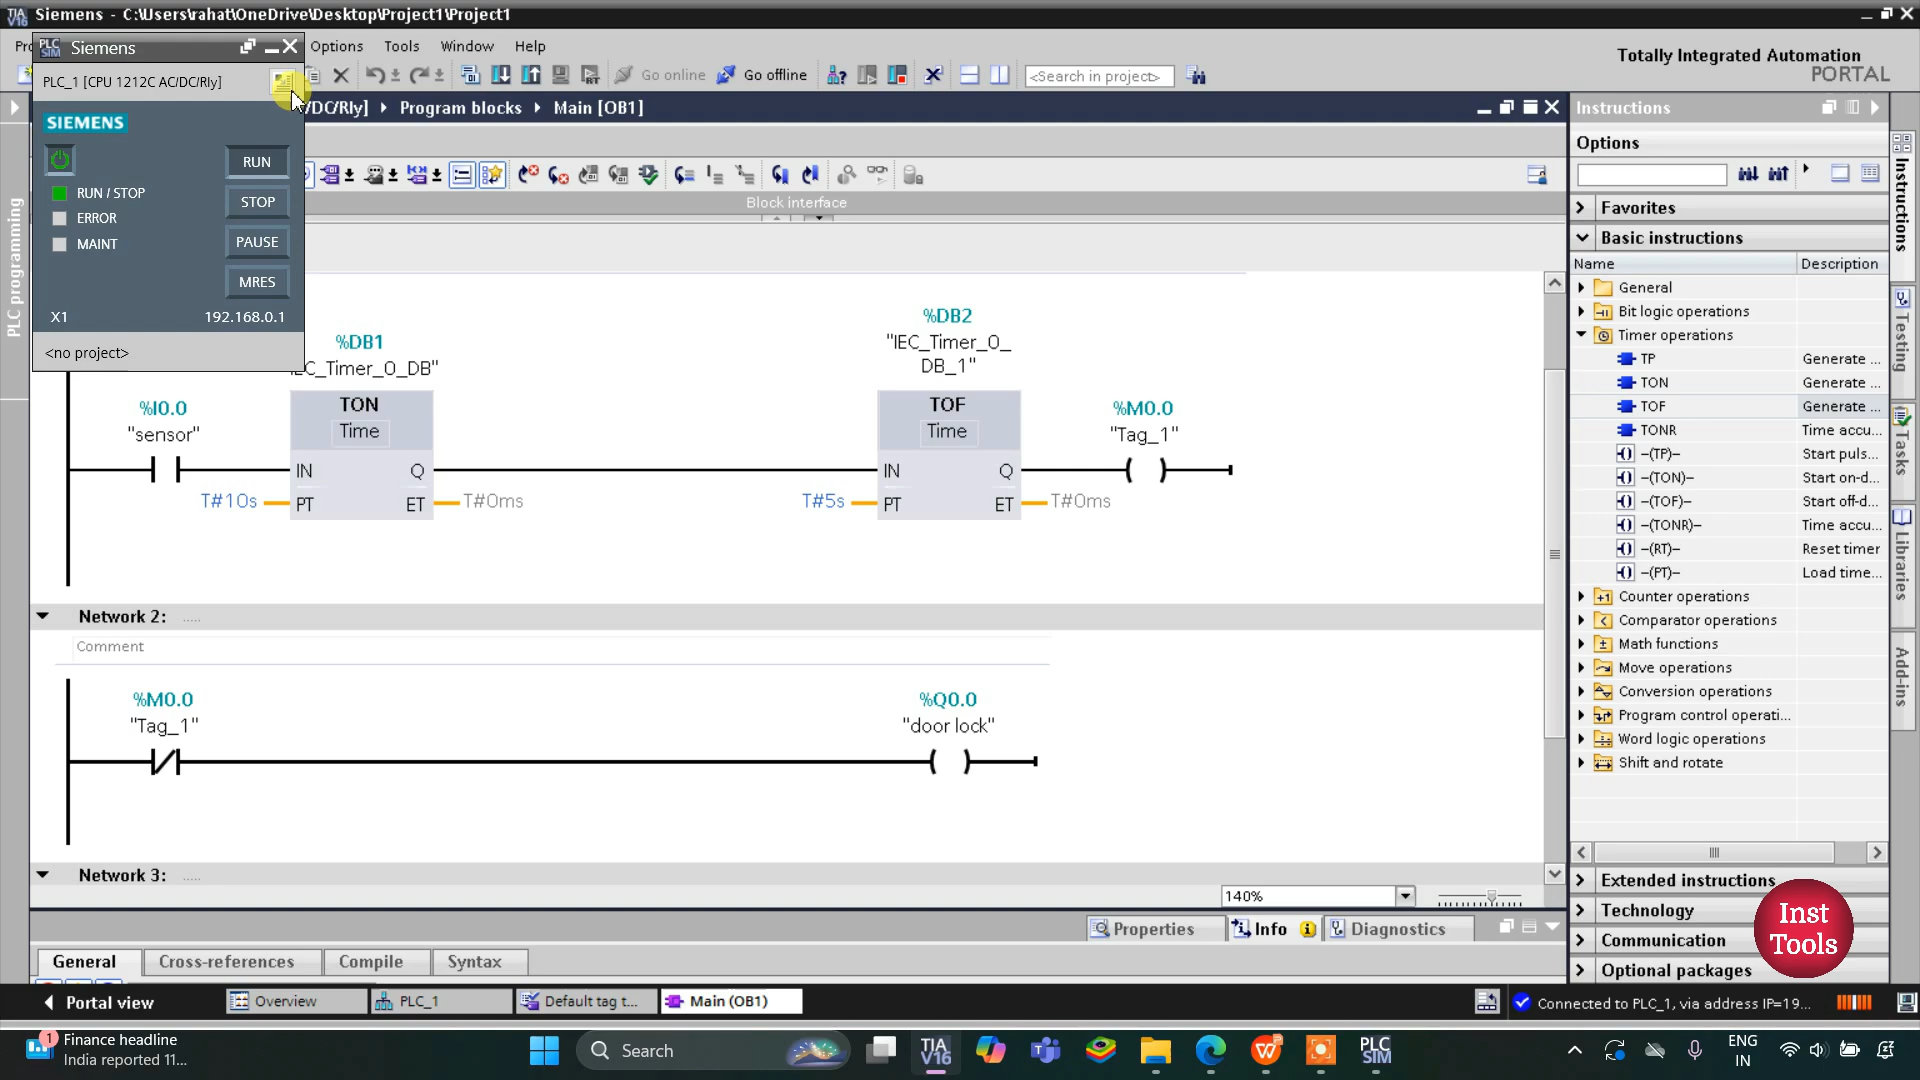 Siemens - C:\Users\rahat\OneDrive\Desktop\Project1\Project1
TIA V16
Options Tools Window Help
Go online
Go offline
<Search in project>
Totally Integrated Automation
PORTAL
PLC SIM
Siemens
PLC_1 [CPU 1212C AC/DC/Rly]
SIEMENS
RUN
RUN / STOP
STOP
ERROR
MAINT
PAUSE
MRES
X1
192.168.0.1
<no project>
PLC programming
/DC/Rly] Program blocks Main [OB1]
Block interface
%DB1
"IEC_Timer_0_DB"
TON
Time
%I0.0
"sensor"
IN
Q
T#10s
PT
ET
T#0ms
%DB2
"IEC_Timer_0_
DB_1"
TOF
Time
IN
Q
T#5s
PT
ET
T#0ms
%M0.0
"Tag_1"
Network 2:
.....
Comment
%M0.0
"Tag_1"
%Q0.0
"door lock"
Network 3:
.....
140%
Properties
Info
Diagnostics
General
Cross-references
Compile
Syntax
Instructions
Options
Favorites
Basic instructions
Name
Description
General
Bit logic operations
Timer operations
TP Generate ...
TON Generate ...
TOF Generate ...
TONR Time accu...
-(TP)- Start puls...
-(TON)- Start on-d...
-(TOF)- Start off-d...
-(TONR)- Time accu...
-(RT)- Reset timer
-(PT)- Load time...
Counter operations
Comparator operations
Math functions
Move operations
Conversion operations
Program control operati...
Word logic operations
Shift and rotate
Extended instructions
Technology
Communication
Optional packages
Instructions
Testing
Tasks
Libraries
Add-ins
Inst
Tools
Portal view
Overview
PLC_1
Default tag t...
Main (OB1)
Connected to PLC_1, via address IP=19...
1
Finance headline
India reported 11...
Search
TIA
V16
PLC
SIM
ENG
IN